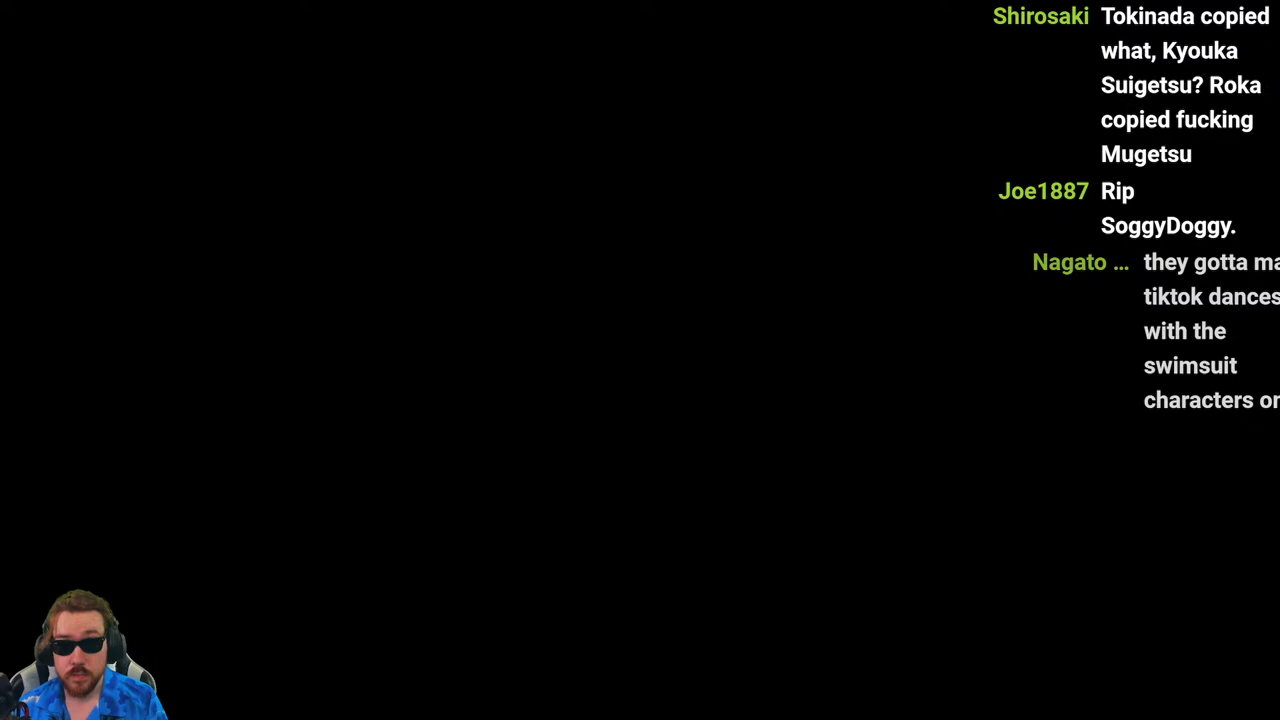 Shirosaki Tokinada copied
what, Kyouka
Suigetsu? Roka
copied fucking
Mugetsu
Joe1887 Rip
SoggyDoggy.
Nagato … they gotta
tiktok dances
with the
swimsuit
characters